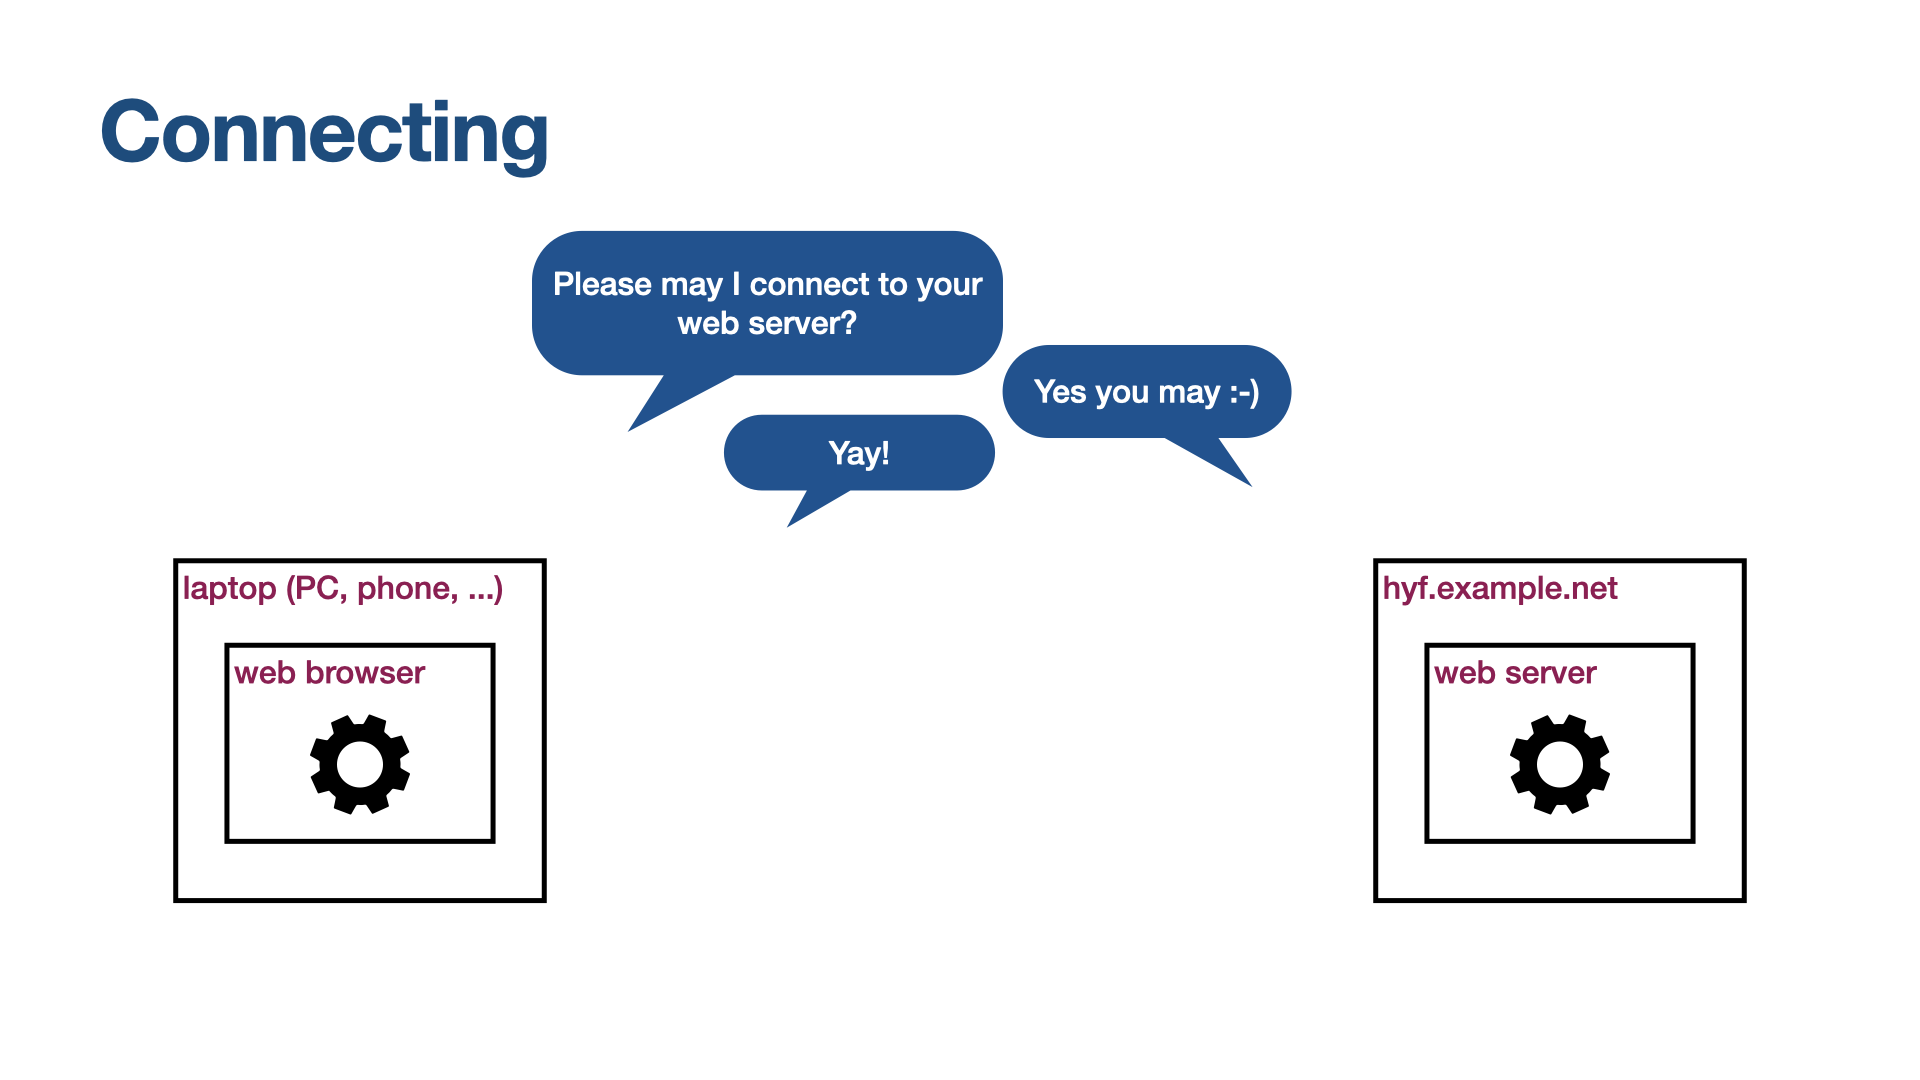 Connecting
Please may I connect to your
web server?
Yes you may :-)
Yay!
laptop (PC, phone, ...)
web browser
hyf.example.net
web server